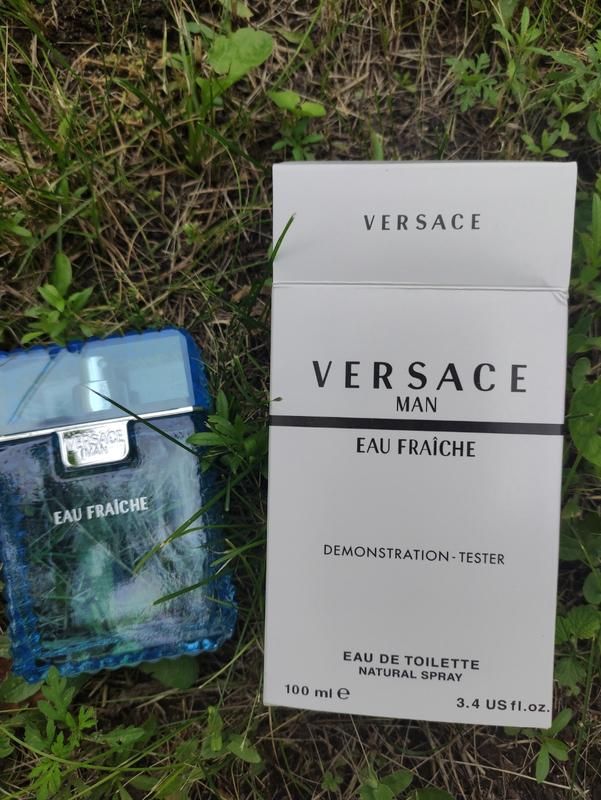 VERSACE
VERSACE
MAN
EAU FRAÎCHE
DEMONSTRATION-TESTER
EAU DE TOILETTE
NATURAL SPRAY
100 ml e
3.4 US fl.oz.
VERSACE
MAN
EAU FRAÎCHE